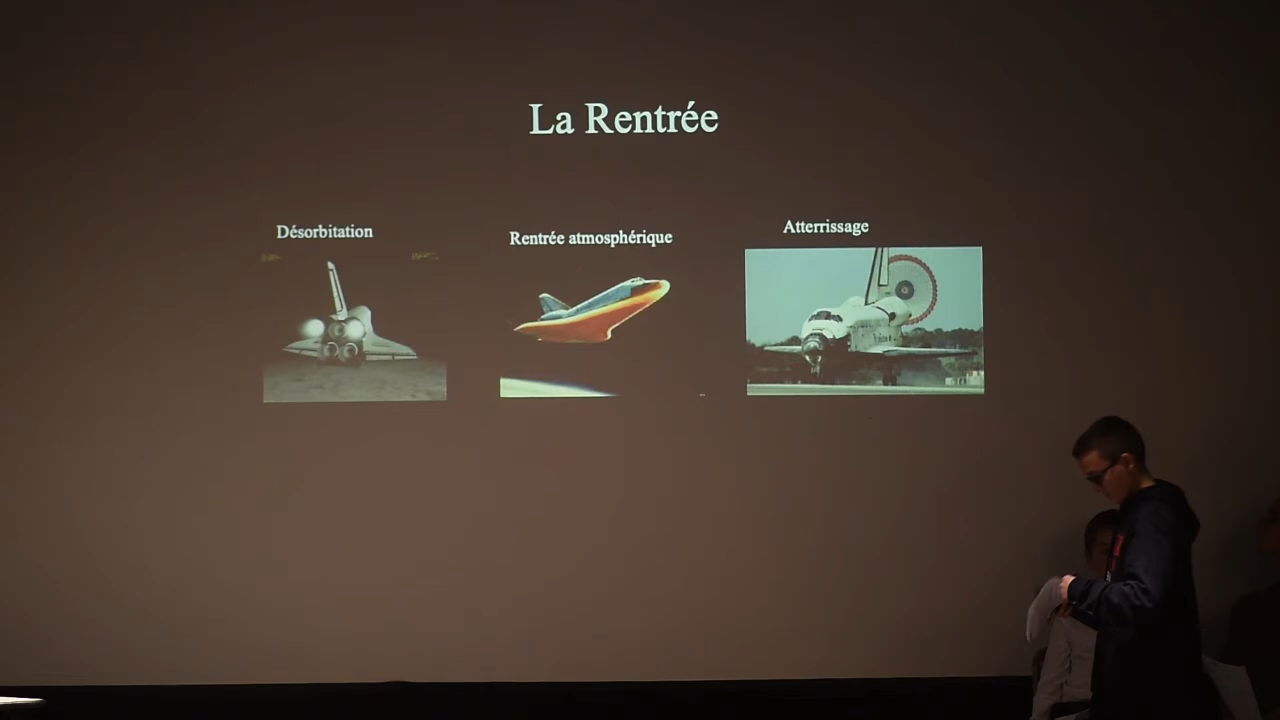 La Rentrée
Désorbitation
Rentrée atmosphérique
Atterrissage